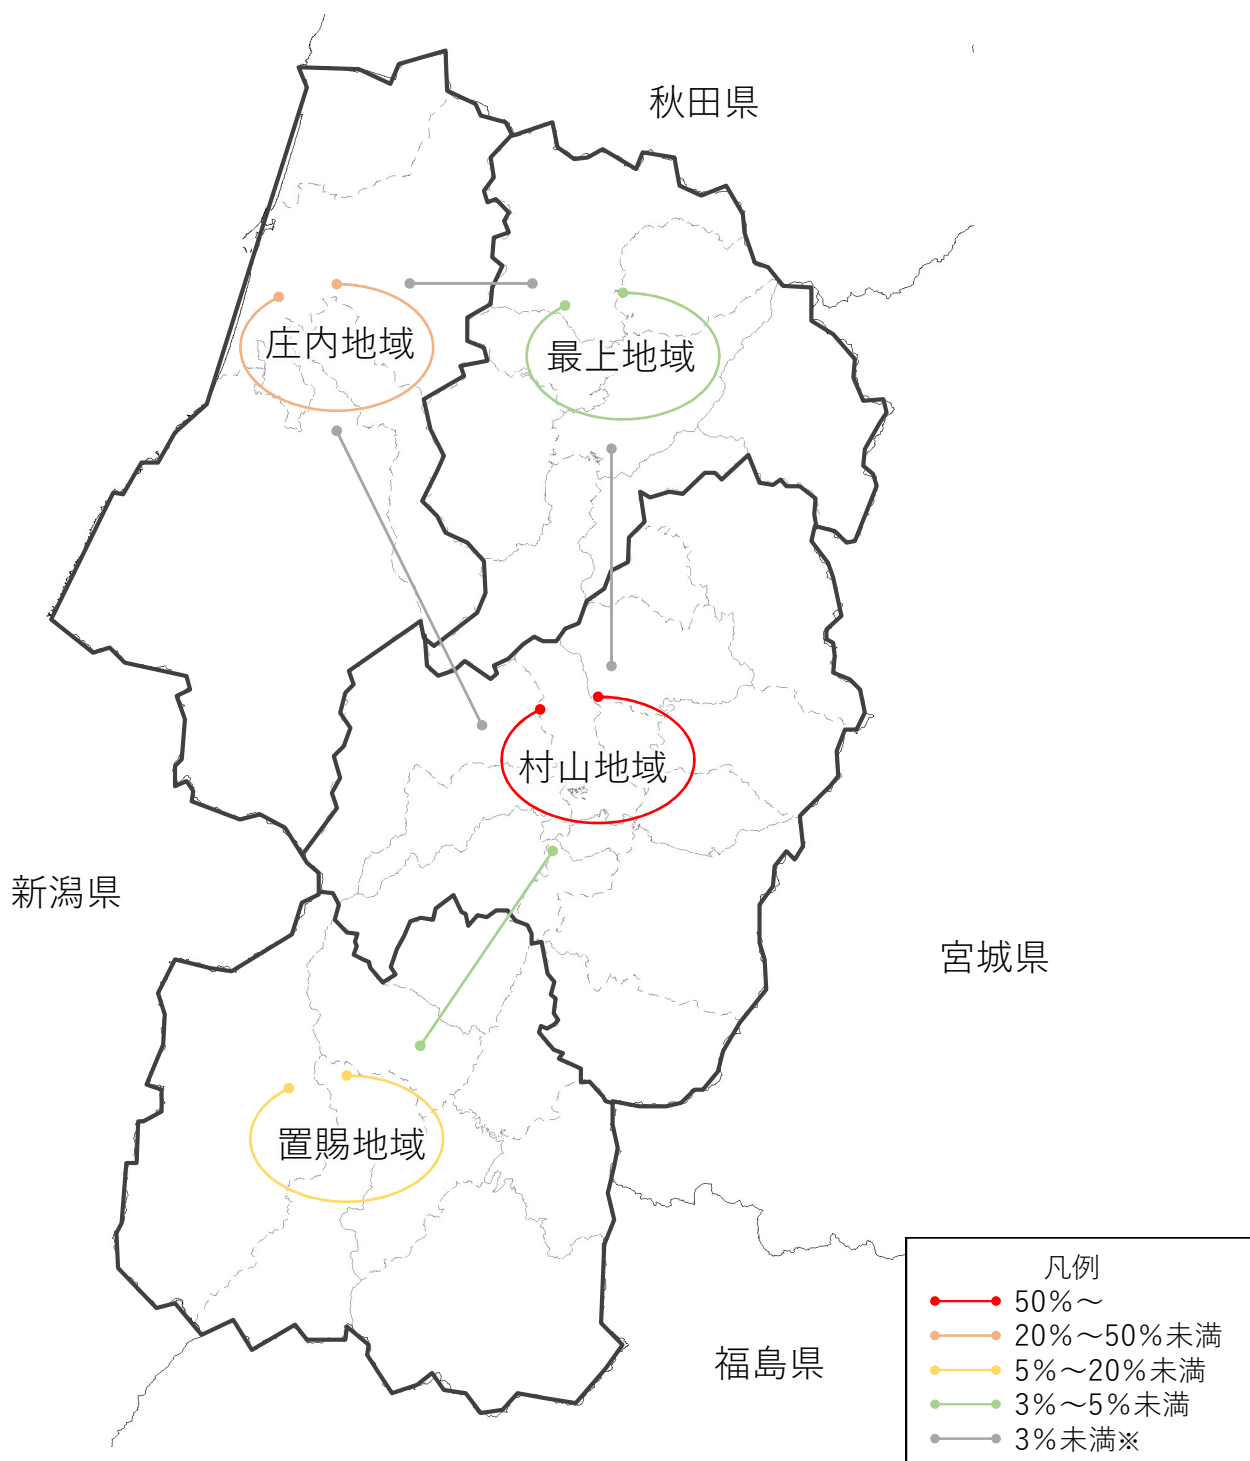 秋田県
庄内地域
最上地域
村山地域
新潟県
宮城県
置賜地域
福島県
凡例
50%～
20%～50%未満
5%～20%未満
3%～5%未満
3%未満※